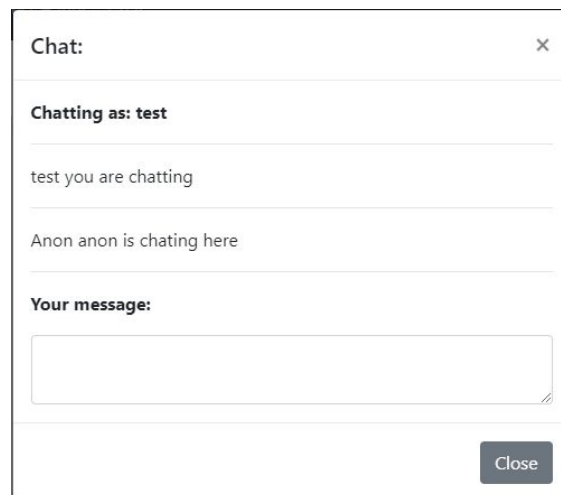 Chat:
×
Chatting as: test
test you are chatting
Anon anon is chating here
Your message:
Close